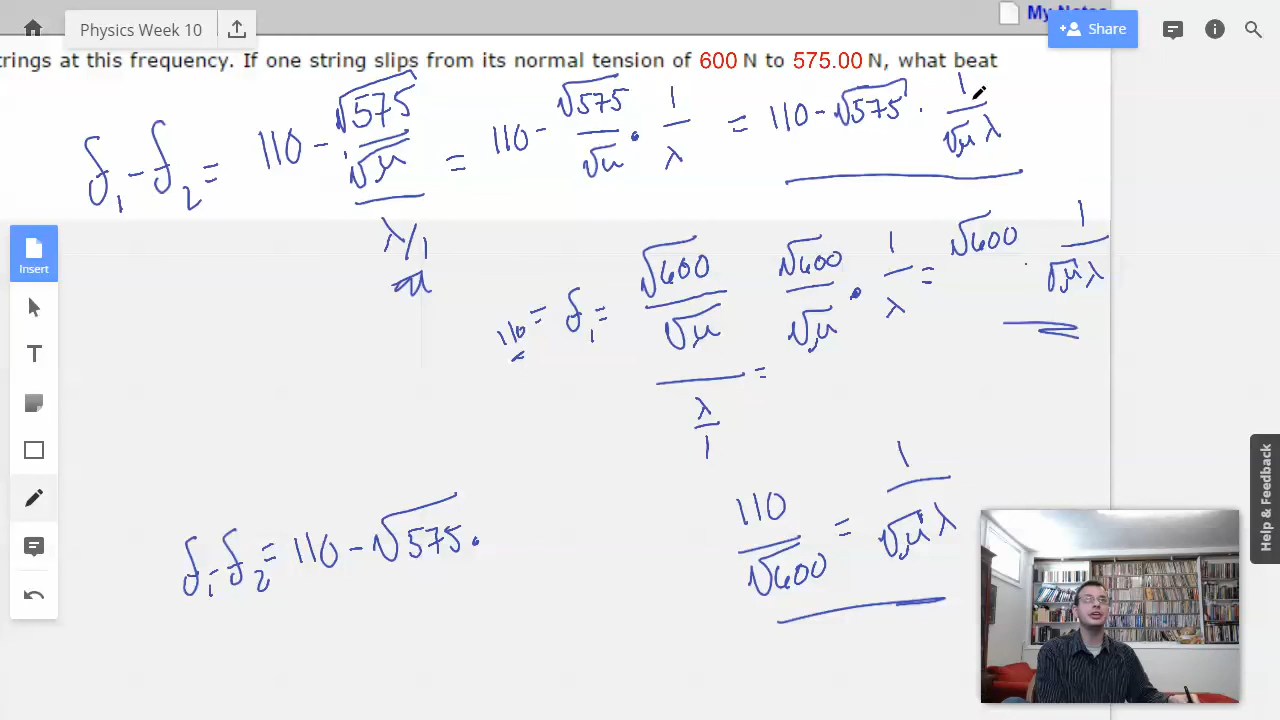 Physics Week 10
My Notes
Share
rings at this frequency. If one string slips from its normal tension of 600 N to 575.00 N, what beat
f₁ - f₂ = 110 - √575/√μ / λ/1 = 110 - √575/√μ · 1/λ = 110 - √575 · 1/√μ λ
Insert
T
110 = f₁ = √600/√μ / λ/1 = √600/√μ · 1/λ = √600 · 1/√μ λ
110/√600 = 1/√μ λ
f₁ - f₂ = 110 - √575 ·
Help & Feedback